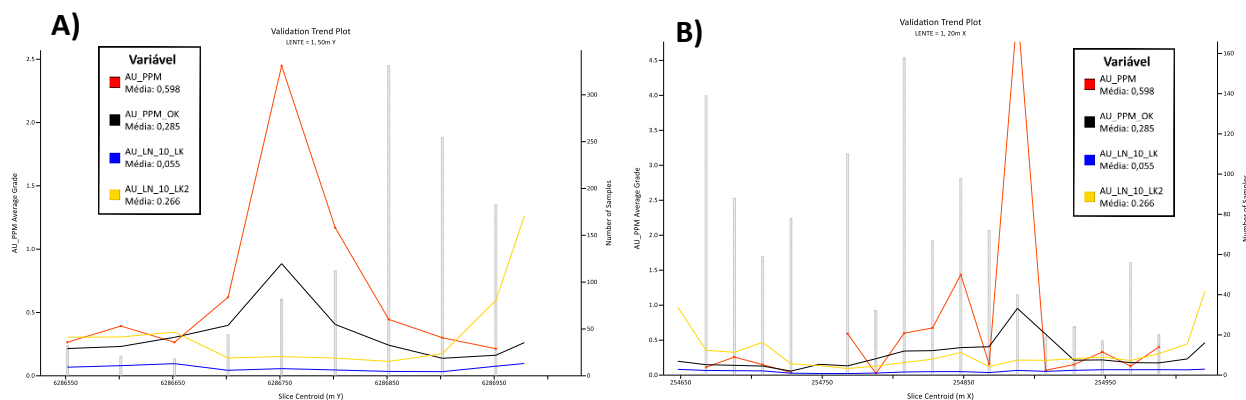 A)
Validation Trend Plot
LENTE = 1, 50m Y
Variável
AU_PPM
Média: 0,598
AU_PPM_OK
Média: 0,285
AU_LN_10_LK
Média: 0,055
AU_LN_10_LK2
Média: 0.266
AU_PPM Average Grade
2.5
2.0
1.5
1.0
0.5
0.0
300
250
200
150
100
50
0
Number of Samples
6286550
6286650
6286750
6286850
6286950
Slice Centroid (m Y)
B)
Validation Trend Plot
LENTE = 1, 20m X
Variável
AU_PPM
Média: 0,598
AU_PPM_OK
Média: 0,285
AU_LN_10_LK
Média: 0,055
AU_LN_10_LK2
Média: 0.266
AU_PPM Average Grade
4.5
4.0
3.5
3.0
2.5
2.0
1.5
1.0
0.5
0.0
160
140
120
100
80
60
40
20
0
Number of Samples
254650
254750
254850
254950
Slice Centroid (m X)